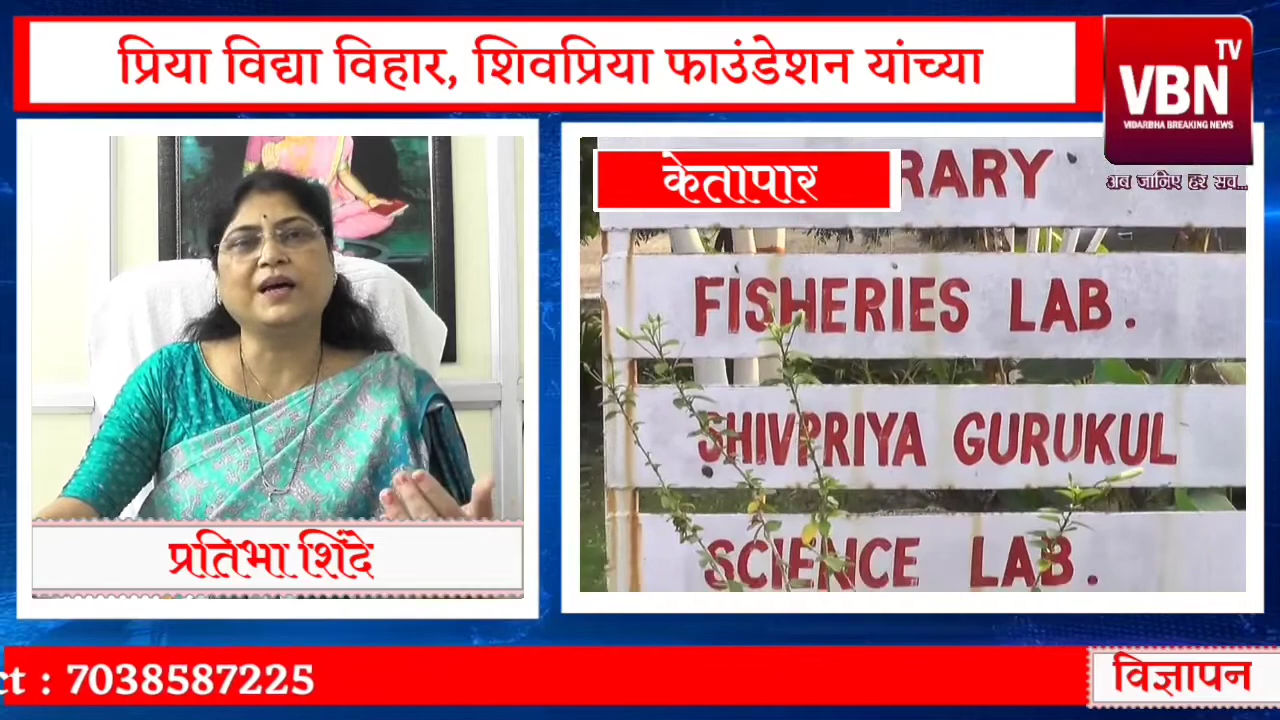 प्रिया विद्या विहार, शिवप्रिया फाउंडेशन यांच्या
TV
VBN
VIDARBHA BREAKING NEWS
अब जानिए हर सच...
केतापार
RARY
FISHERIES LAB.
SHIVPRIYA GURUKUL
SCIENCE LAB.
प्रतिभा शिंदे
ct : 7038587225
विज्ञापन